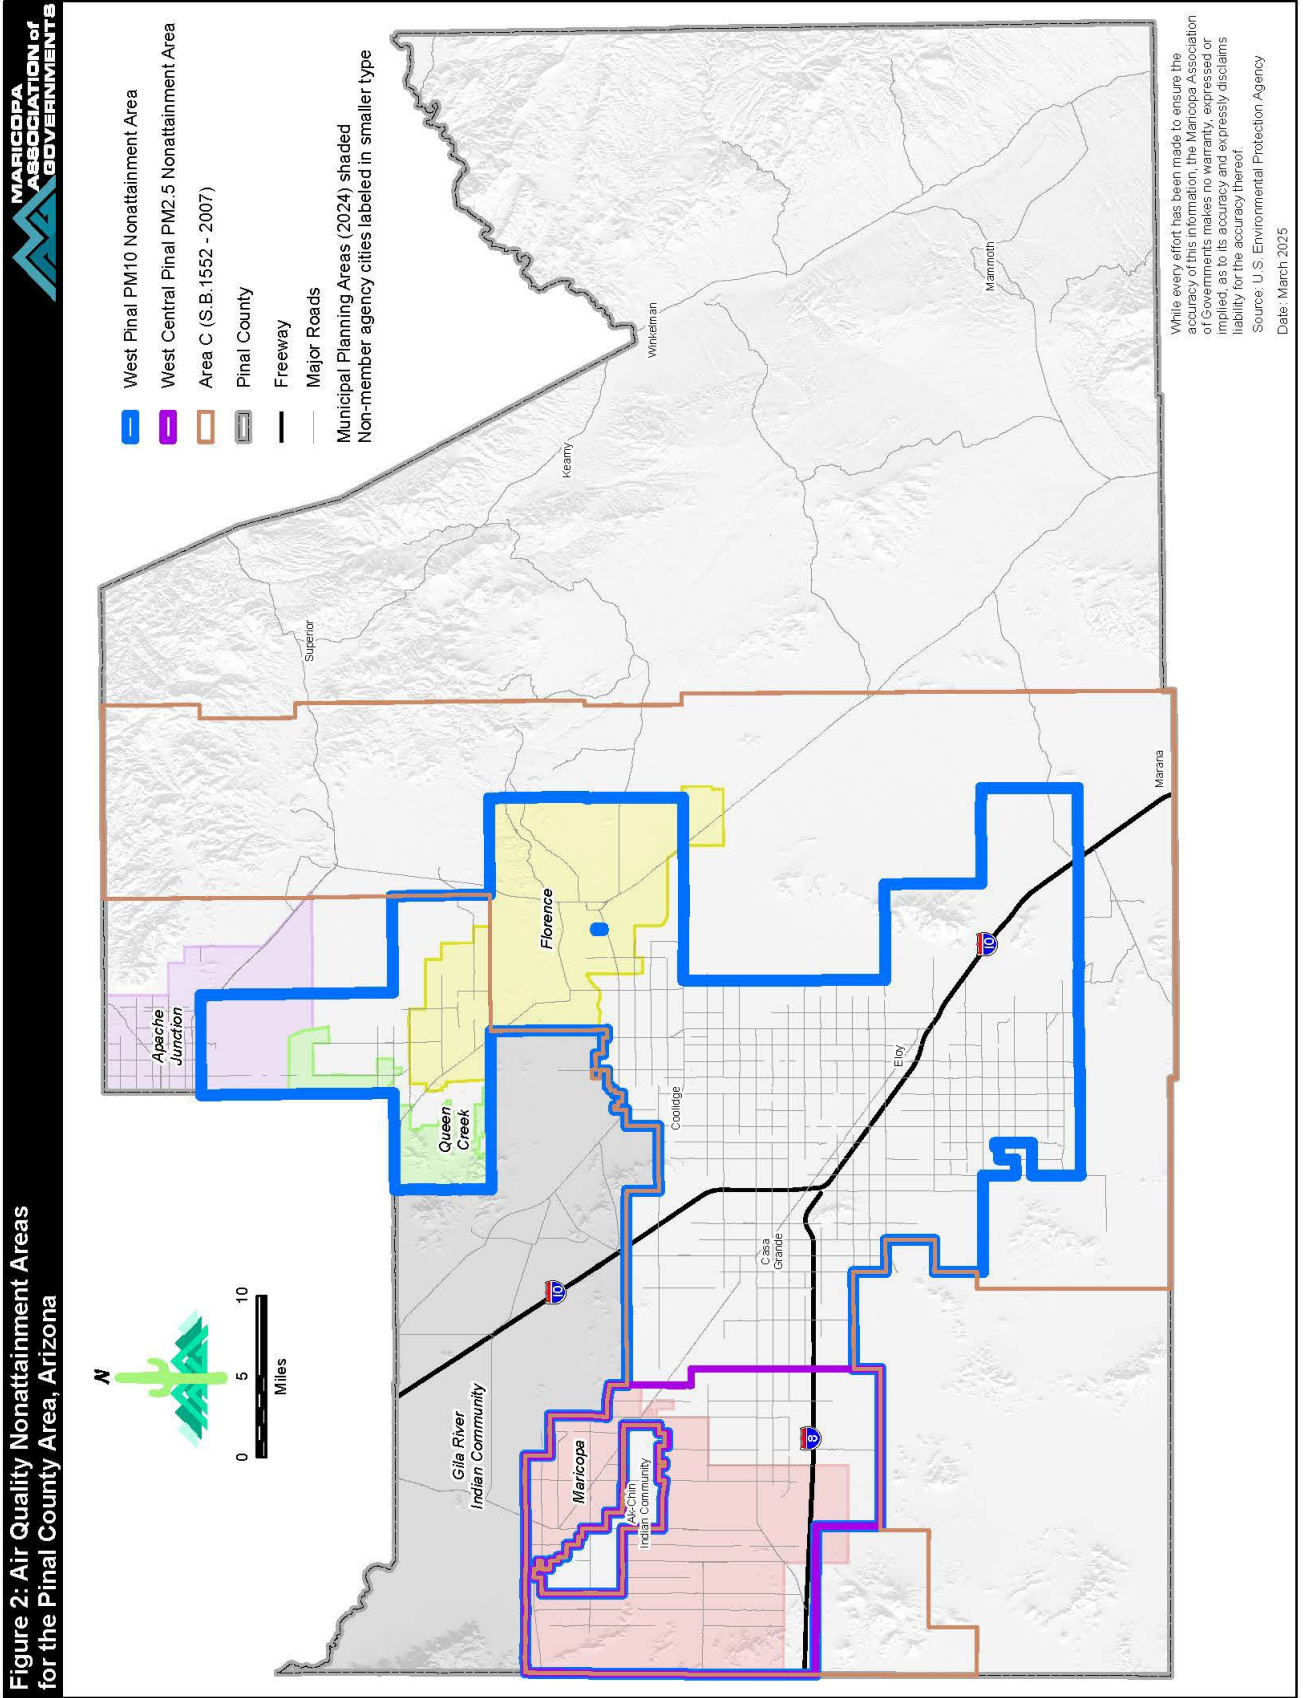 Figure 2: Air Quality Nonattainment Areas
for the Pinal County Area, Arizona
MARICOPA
ASSOCIATION of
GOVERNMENTS
N
0
5
10
Miles
West Pinal PM10 Nonattainment Area
West Central Pinal PM2.5 Nonattainment Area
Area C (S.B.1552 - 2007)
Pinal County
Freeway
Major Roads
Municipal Planning Areas (2024) shaded
Non-member agency cities labeled in smaller type
Apache
Junction
Superior
Queen
Creek
Gila River
Indian Community
Florence
Kearny
Winkelman
10
Maricopa
Ak-Chin
Indian Community
Coolidge
Casa
Grande
8
Eloy
10
Mammoth
Marana
While every effort has been made to ensure the
accuracy of this information, the Maricopa Association
of Governments makes no warranty, expressed or
implied, as to its accuracy and expressly disclaims
liability for the accuracy thereof.
Source: U.S. Environmental Protection Agency
Date: March 2025